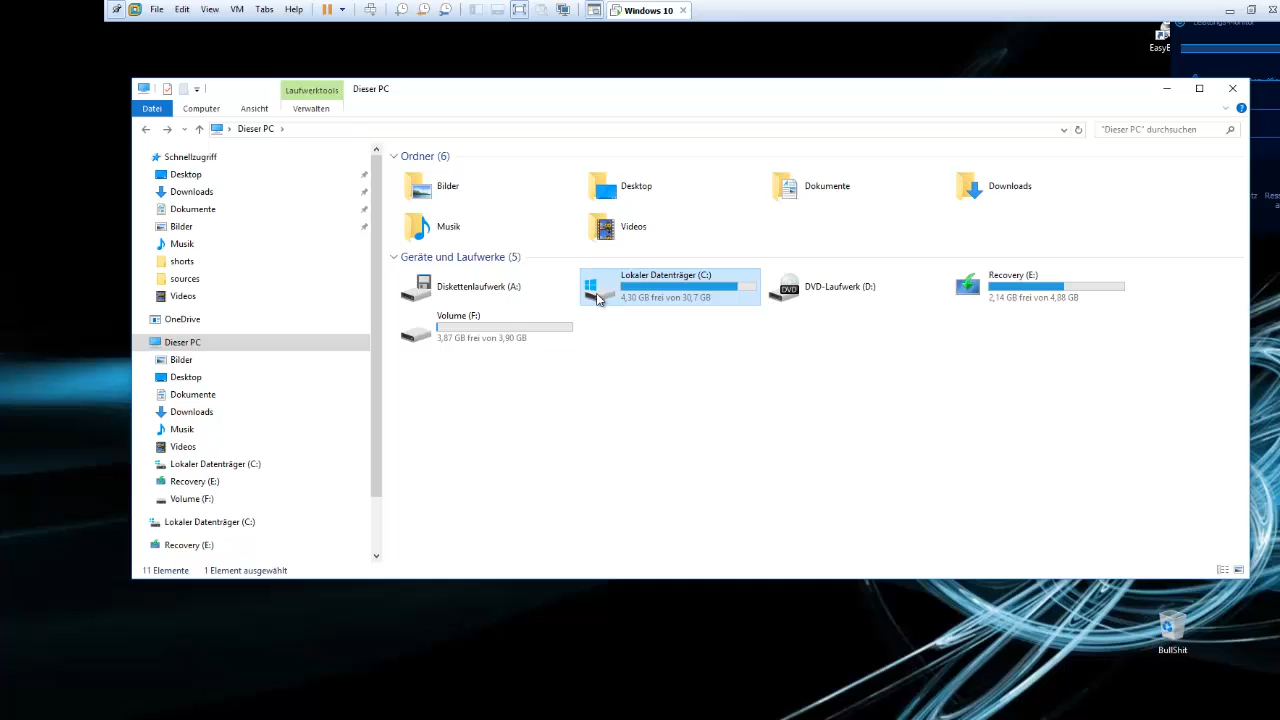 File Edit View VM Tabs Help
Windows 10
Laufwerktools
Dieser PC
Datei Computer Ansicht Verwalten
Dieser PC
"Dieser PC" durchsuchen
Schnellzugriff
Desktop
Downloads
Dokumente
Bilder
Musik
shorts
sources
Videos
OneDrive
Dieser PC
Bilder
Desktop
Dokumente
Downloads
Musik
Videos
Lokaler Datenträger (C:)
Recovery (E:)
Volume (F:)
Lokaler Datenträger (C:)
Recovery (E:)
Ordner (6)
Bilder
Desktop
Dokumente
Downloads
Musik
Videos
Geräte und Laufwerke (5)
Diskettenlaufwerk (A:)
Lokaler Datenträger (C:)
4,30 GB frei von 30,7 GB
DVD
DVD-Laufwerk (D:)
Recovery (E:)
2,14 GB frei von 4,88 GB
Volume (F:)
3,87 GB frei von 3,90 GB
11 Elemente
1 Element ausgewählt
BullShit